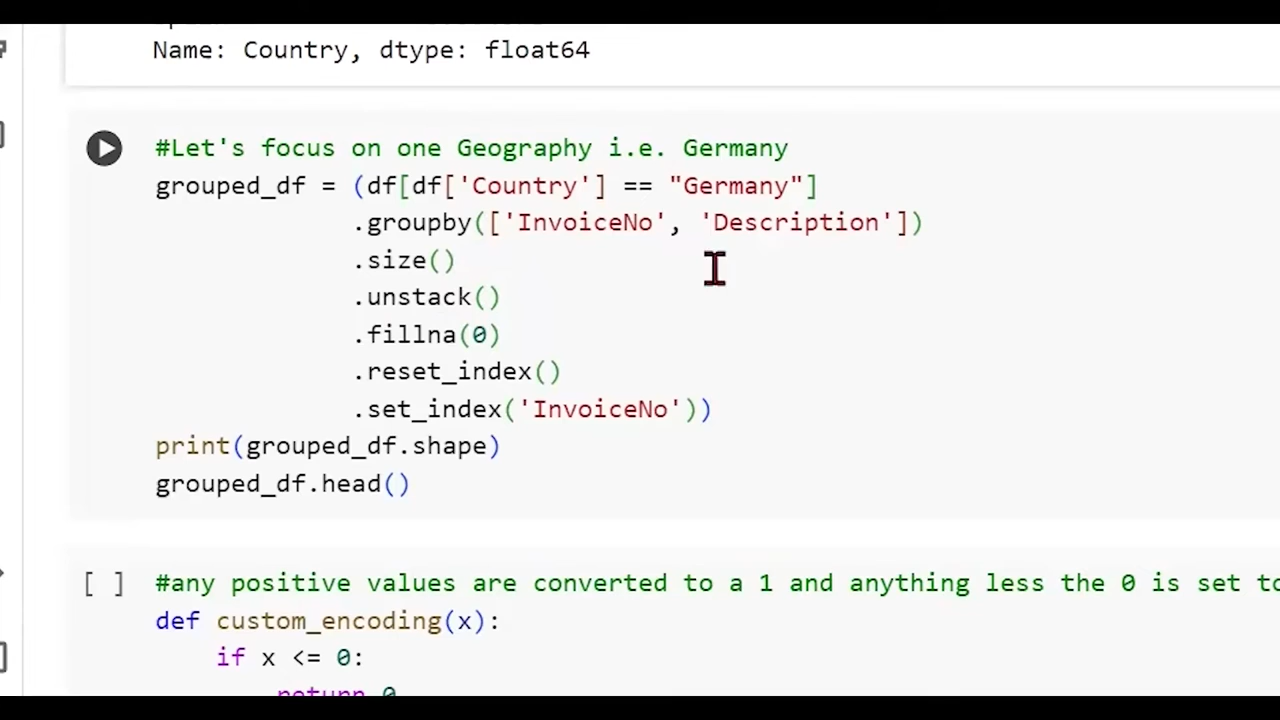 Name: Country, dtype: float64
#Let's focus on one Geography i.e. Germany
grouped_df = (df[df['Country'] == "Germany"]
.groupby(['InvoiceNo', 'Description'])
.size()
.unstack()
.fillna(0)
.reset_index()
.set_index('InvoiceNo'))
print(grouped_df.shape)
grouped_df.head()
[ ] #any positive values are converted to a 1 and anything less the 0 is set to
def custom_encoding(x):
if x <= 0:
return 0